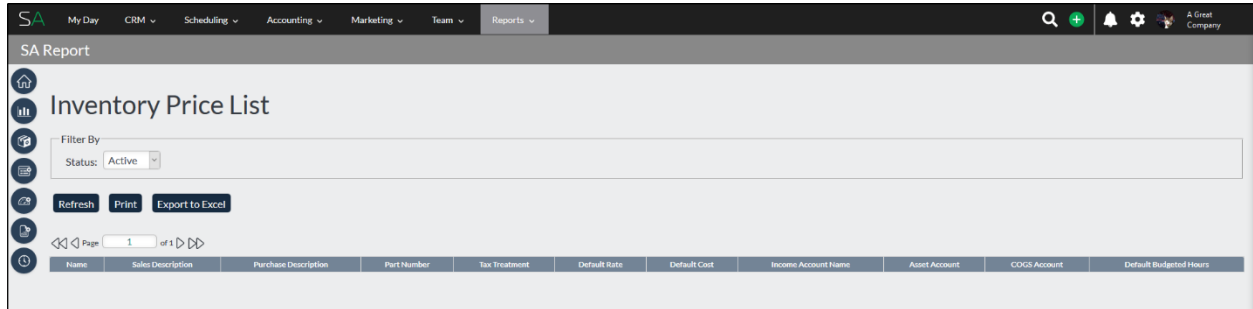 SA My Day CRM Scheduling Accounting Marketing Team Reports A Great
Company
SA Report
Inventory Price List
Filter By
Status: Active
Refresh Print Export to Excel
Page 1 of 1
Name Sales Description Purchase Description Part Number Tax Treatment Default Rate Default Cost Income Account Name Asset Account COGS Account Default Budgeted Hours